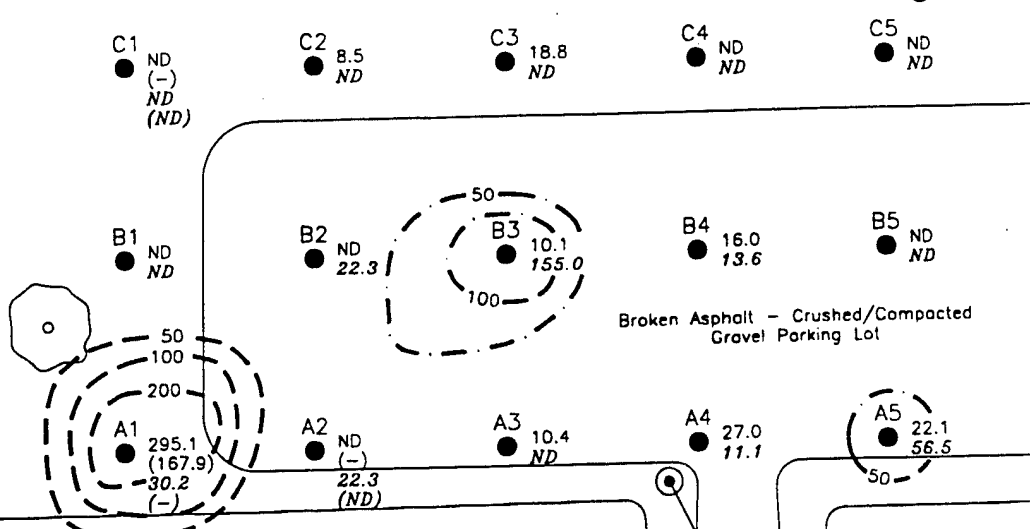 C1
ND
(-)
ND
(ND)
C2
8.5
ND
C3
18.8
ND
C4
ND
ND
C5
ND
ND
B1
ND
ND
B2
ND
22.3
50
B3
10.1
155.0
100
B4
16.0
13.6
B5
ND
ND
Broken Asphalt - Crushed/Compacted
Gravel Parking Lot
50
100
200
A1
295.1
(167.9)
30.2
(-)
A2
ND
(-)
22.3
(ND)
A3
10.4
ND
A4
27.0
11.1
A5
22.1
56.5
50